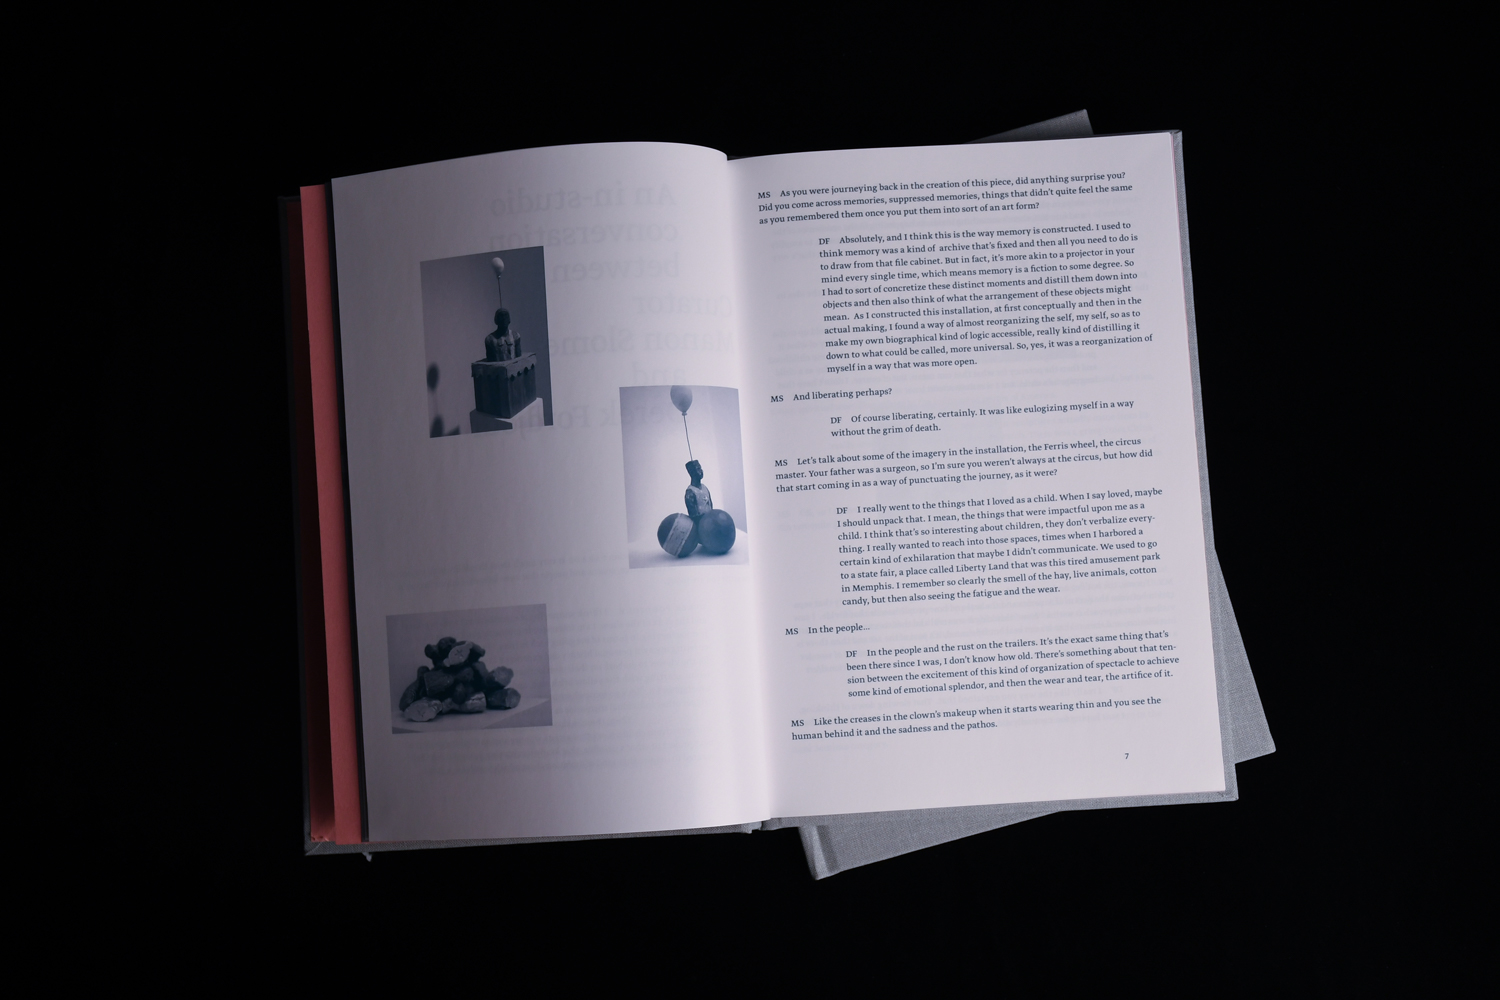 An in-studio
conversation
between
Curator
Manon Slome
and
MS As you were journeying back in the creation of this piece, did anything surprise you?
Did you come across memories, suppressed memories, things that didn't quite feel the same
as you remembered them once you put them into sort of an art form?
DF Absolutely, and I think this is the way memory is constructed. I used to
think memory was a kind of archive that's fixed and then all you need to do is
to draw from that file cabinet. But in fact, it's more akin to a projector in your
mind every single time, which means memory is a fiction to some degree. So
I had to sort of concretize these distinct moments and distill them down into
objects and then also think of what the arrangement of these objects might
mean. As I constructed this installation, at first conceptually and then in the
actual making, I found a way of almost reorganizing the self, my self, so as to
make my own biographical kind of logic accessible, really kind of distilling it
down to what could be called, more universal. So, yes, it was a reorganization of
myself in a way that was more open.
MS And liberating perhaps?
DF Of course liberating, certainly. It was like eulogizing myself in a way
without the grim of death.
MS Let's talk about some of the imagery in the installation, the Ferris wheel, the circus
master. Your father was a surgeon, so I'm sure you weren't always at the circus, but how did
that start coming in as a way of punctuating the journey, as it were?
DF I really went to the things that I loved as a child. When I say loved, maybe
I should unpack that. I mean, the things that were impactful upon me as a
child. I think that's so interesting about children, they don't verbalize every-
thing. I really wanted to reach into those spaces, times when I harbored a
certain kind of exhilaration that maybe I didn't communicate. We used to go
to a state fair, a place called Liberty Land that was this tired amusement park
in Memphis. I remember so clearly the smell of the hay, live animals, cotton
candy, but then also seeing the fatigue and the wear.
MS In the people...
DF In the people and the rust on the trailers. It's the exact same thing that's
been there since I was, I don't know how old. There's something about that ten-
sion between the excitement of this kind of organization of spectacle to achieve
some kind of emotional splendor, and then the wear and tear, the artifice of it.
MS Like the creases in the clown's makeup when it starts wearing thin and you see the
human behind it and the sadness and the pathos.
7